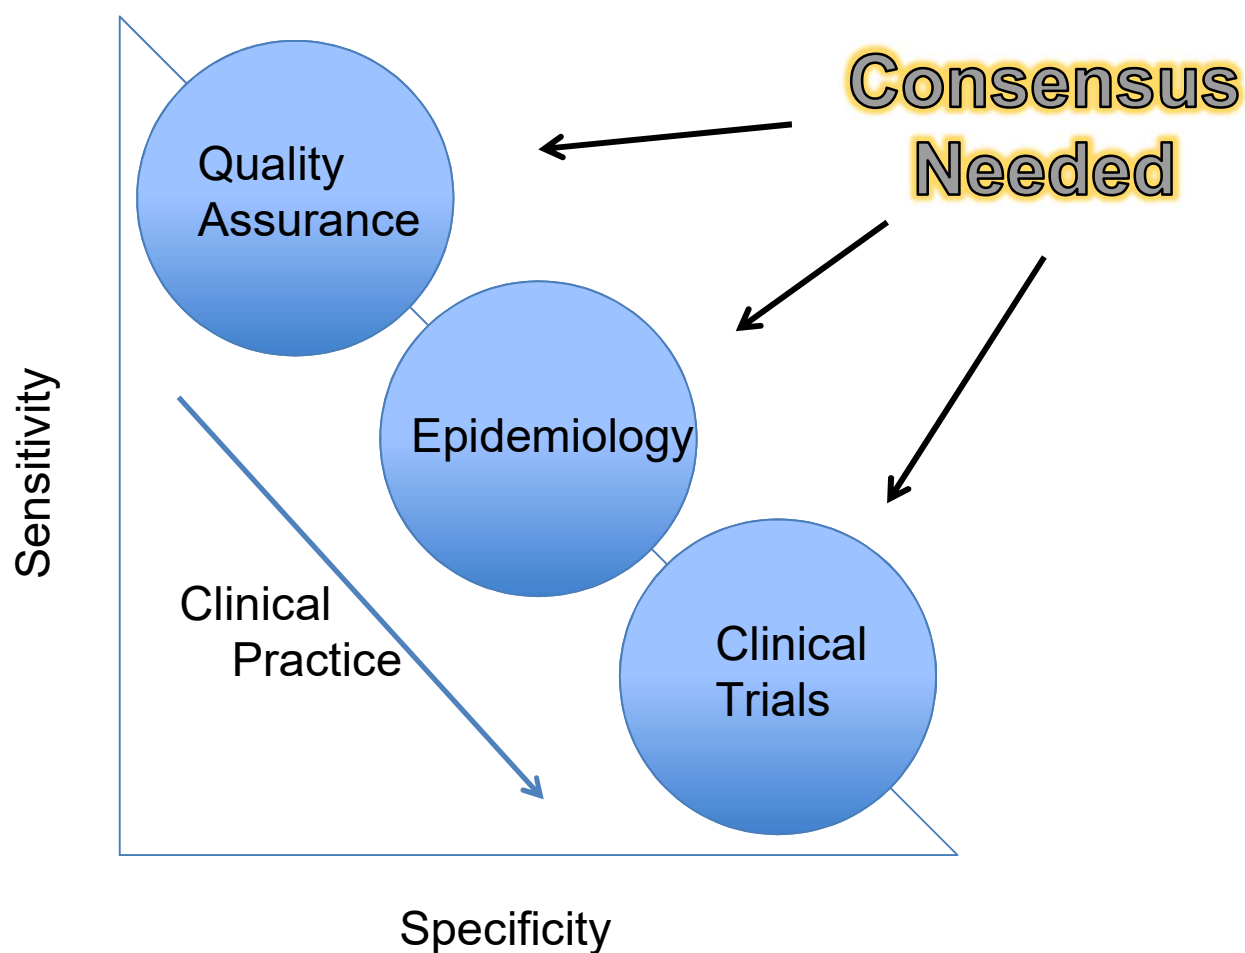 Consensus
Needed
Quality
Assurance
Epidemiology
Clinical
Trials
Clinical
Practice
Sensitivity
Specificity